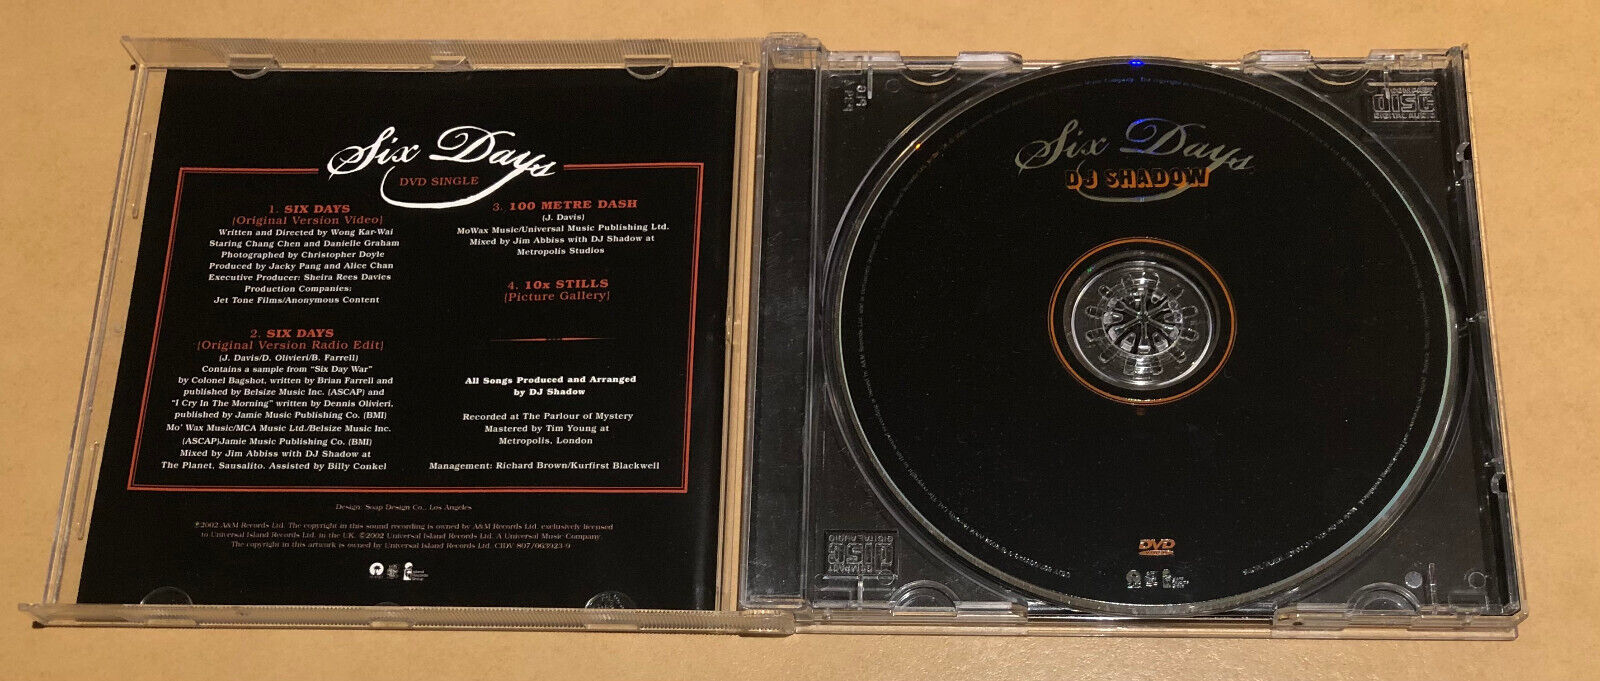 Six Days
DVD SINGLE
1. SIX DAYS
[Original Version Video]
Written and Directed by Wong Kar-Wai
Staring Chang Chen and Danielle Graham
Photographed by Christopher Doyle
Produced by Jacky Pang and Alice Chan
Executive Producer: Sheira Rees Davies
Production Companies:
Jet Tone Films/Anonymous Content
2. SIX DAYS
[Original Version Radio Edit]
(J. Davis/D. Olivieri/B. Farrell)
Contains a sample from “Six Day War”
by Colonel Bagshot, written by Brian Farrell and
published by Belsize Music Inc. (ASCAP) and
“I Cry In The Morning” written by Dennis Olivieri,
published by Jamie Music Publishing Co. (BMI)
Mo’ Wax Music/MCA Music Ltd./Belsize Music Inc.
(ASCAP)Jamie Music Publishing Co. (BMI)
Mixed by Jim Abbiss with DJ Shadow at
The Planet, Sausalito. Assisted by Billy Conkel
3. 100 METRE DASH
(J. Davis)
MoWax Music/Universal Music Publishing Ltd.
Mixed by Jim Abbiss with DJ Shadow at
Metropolis Studios
4. 10x STILLS
[Picture Gallery]
All Songs Produced and Arranged
by DJ Shadow
Recorded at The Parlour of Mystery
Mastered by Tim Young at
Metropolis, London
Management: Richard Brown/Kurfirst Blackwell
Design: Soap Design Co., Los Angeles
℗2002 A&M Records Ltd. The copyright in this sound recording is owned by A&M Records Ltd. exclusively licensed
to Universal Island Records Ltd. in the UK. ©2002 Universal Island Records Ltd. A Universal Music Company.
The copyright in this artwork is owned by Universal Island Records Ltd. CIDV 807/063923-9
Six Days
DJ SHADOW
DVD
COMPACT
disc
DIGITAL AUDIO
COMPACT
disc
DIGITAL AUDIO